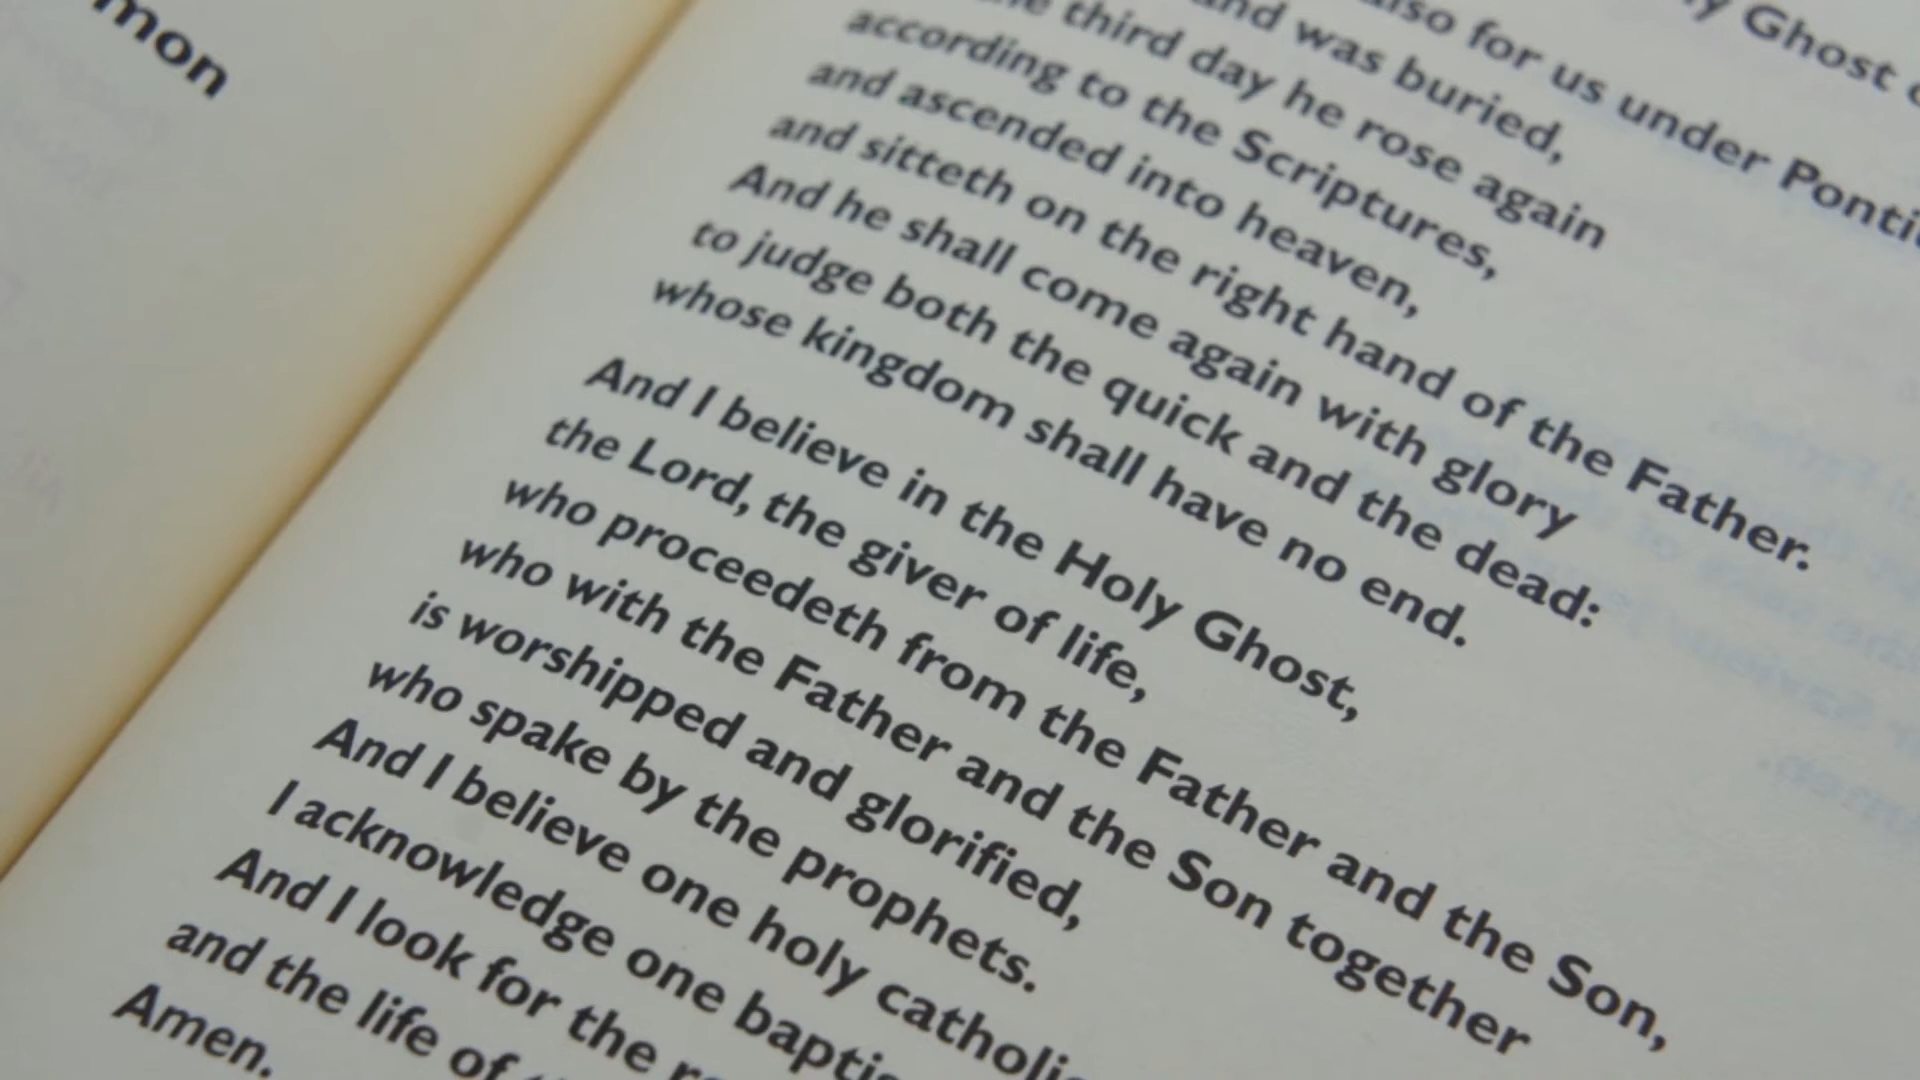 mon
ly Ghost
also for us under Ponti
and was buried,
the third day he rose again
according to the Scriptures,
and ascended into heaven,
and sitteth on the right hand of the Father.
And he shall come again with glory
to judge both the quick and the dead:
whose kingdom shall have no end.
And I believe in the Holy Ghost,
the Lord, the giver of life,
who proceedeth from the Father and the Son,
who with the Father and the Son together
is worshipped and glorified,
who spake by the prophets.
And I believe one holy catholi
I acknowledge one baptis
And I look for the r
and the life of
Amen.